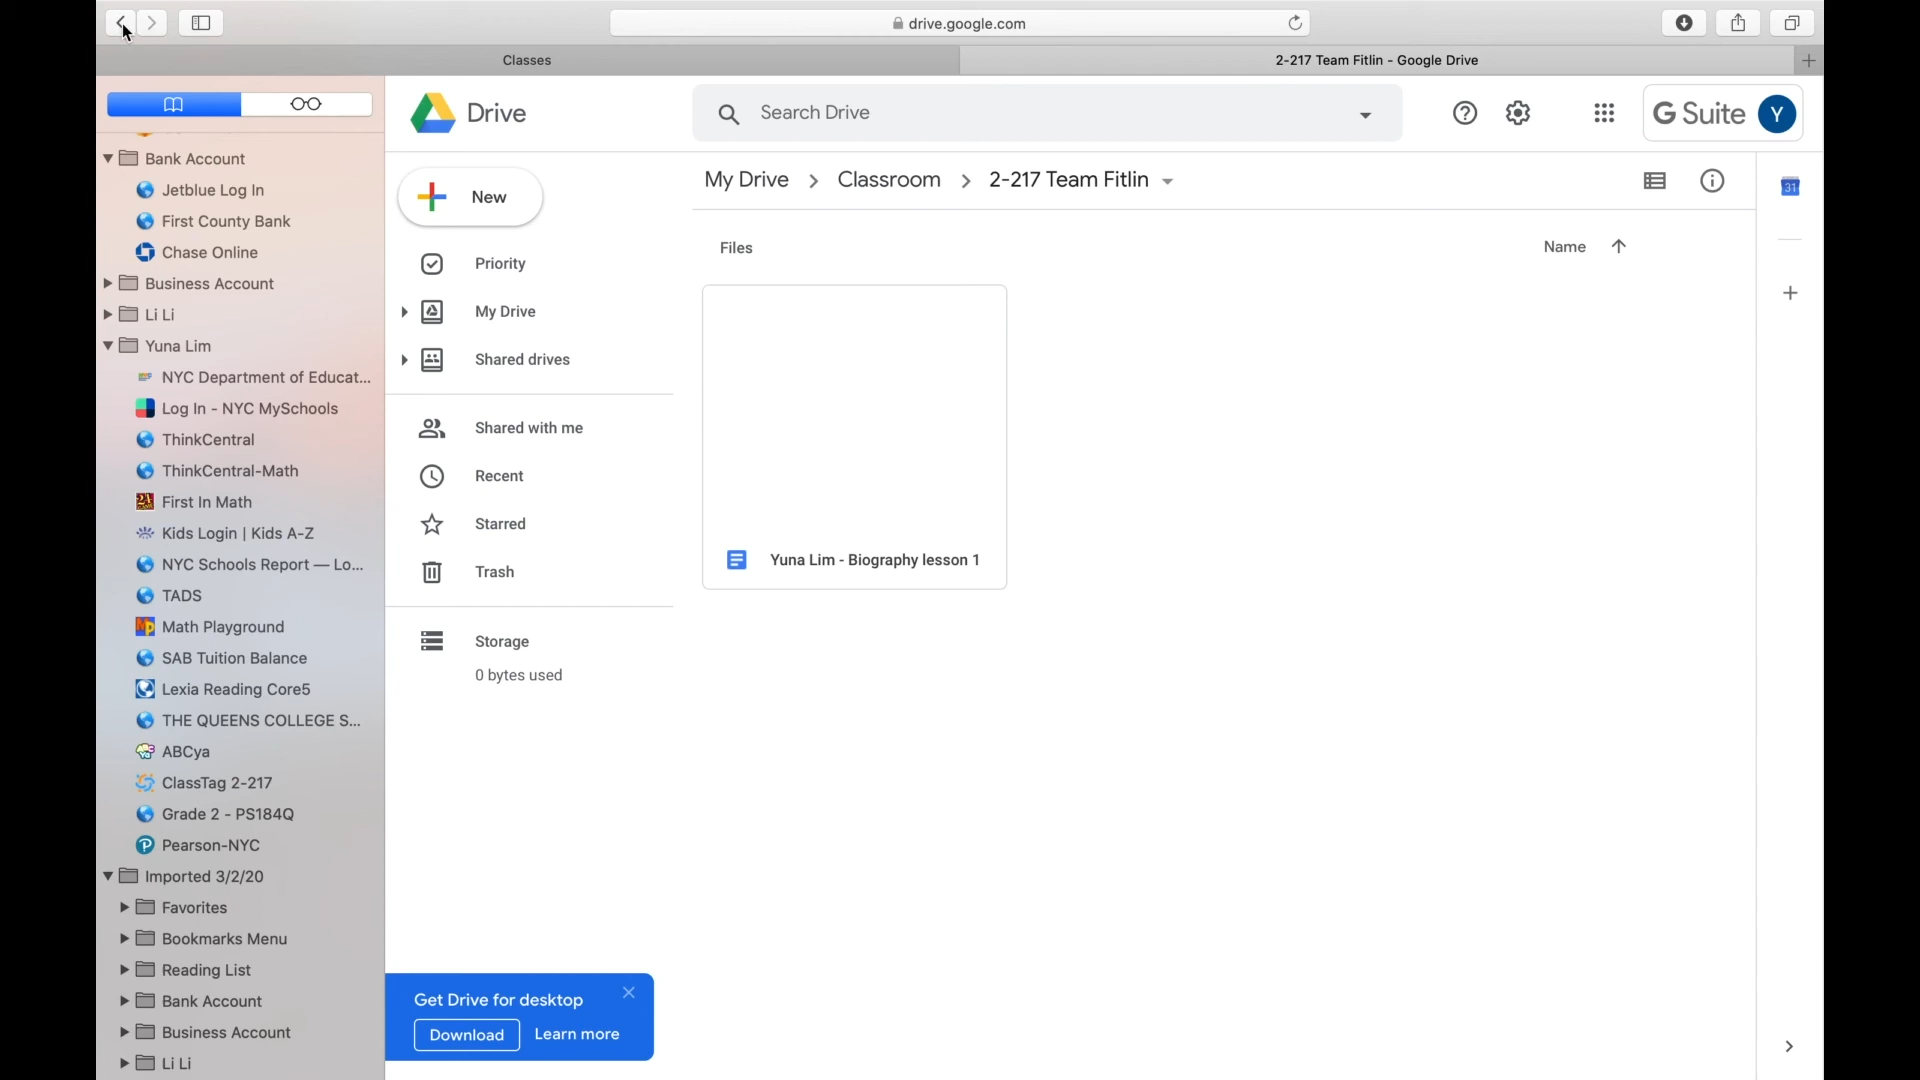 drive.google.com
Classes
2-217 Team Fitlin - Google Drive
Drive
Search Drive
G Suite
Y
Bank Account
Jetblue Log In
First County Bank
Chase Online
Business Account
Li Li
Yuna Lim
NYC Department of Educat...
Log In - NYC MySchools
ThinkCentral
ThinkCentral-Math
First In Math
Kids Login | Kids A-Z
NYC Schools Report — Lo...
TADS
Math Playground
SAB Tuition Balance
Lexia Reading Core5
THE QUEENS COLLEGE S...
ABCya
ClassTag 2-217
Grade 2 - PS184Q
Pearson-NYC
Imported 3/2/20
Favorites
Bookmarks Menu
Reading List
Bank Account
Business Account
Li Li
New
Priority
My Drive
Shared drives
Shared with me
Recent
Starred
Trash
Storage
0 bytes used
Get Drive for desktop
Download
Learn more
My Drive > Classroom > 2-217 Team Fitlin
Files
Name
Yuna Lim - Biography lesson 1
31